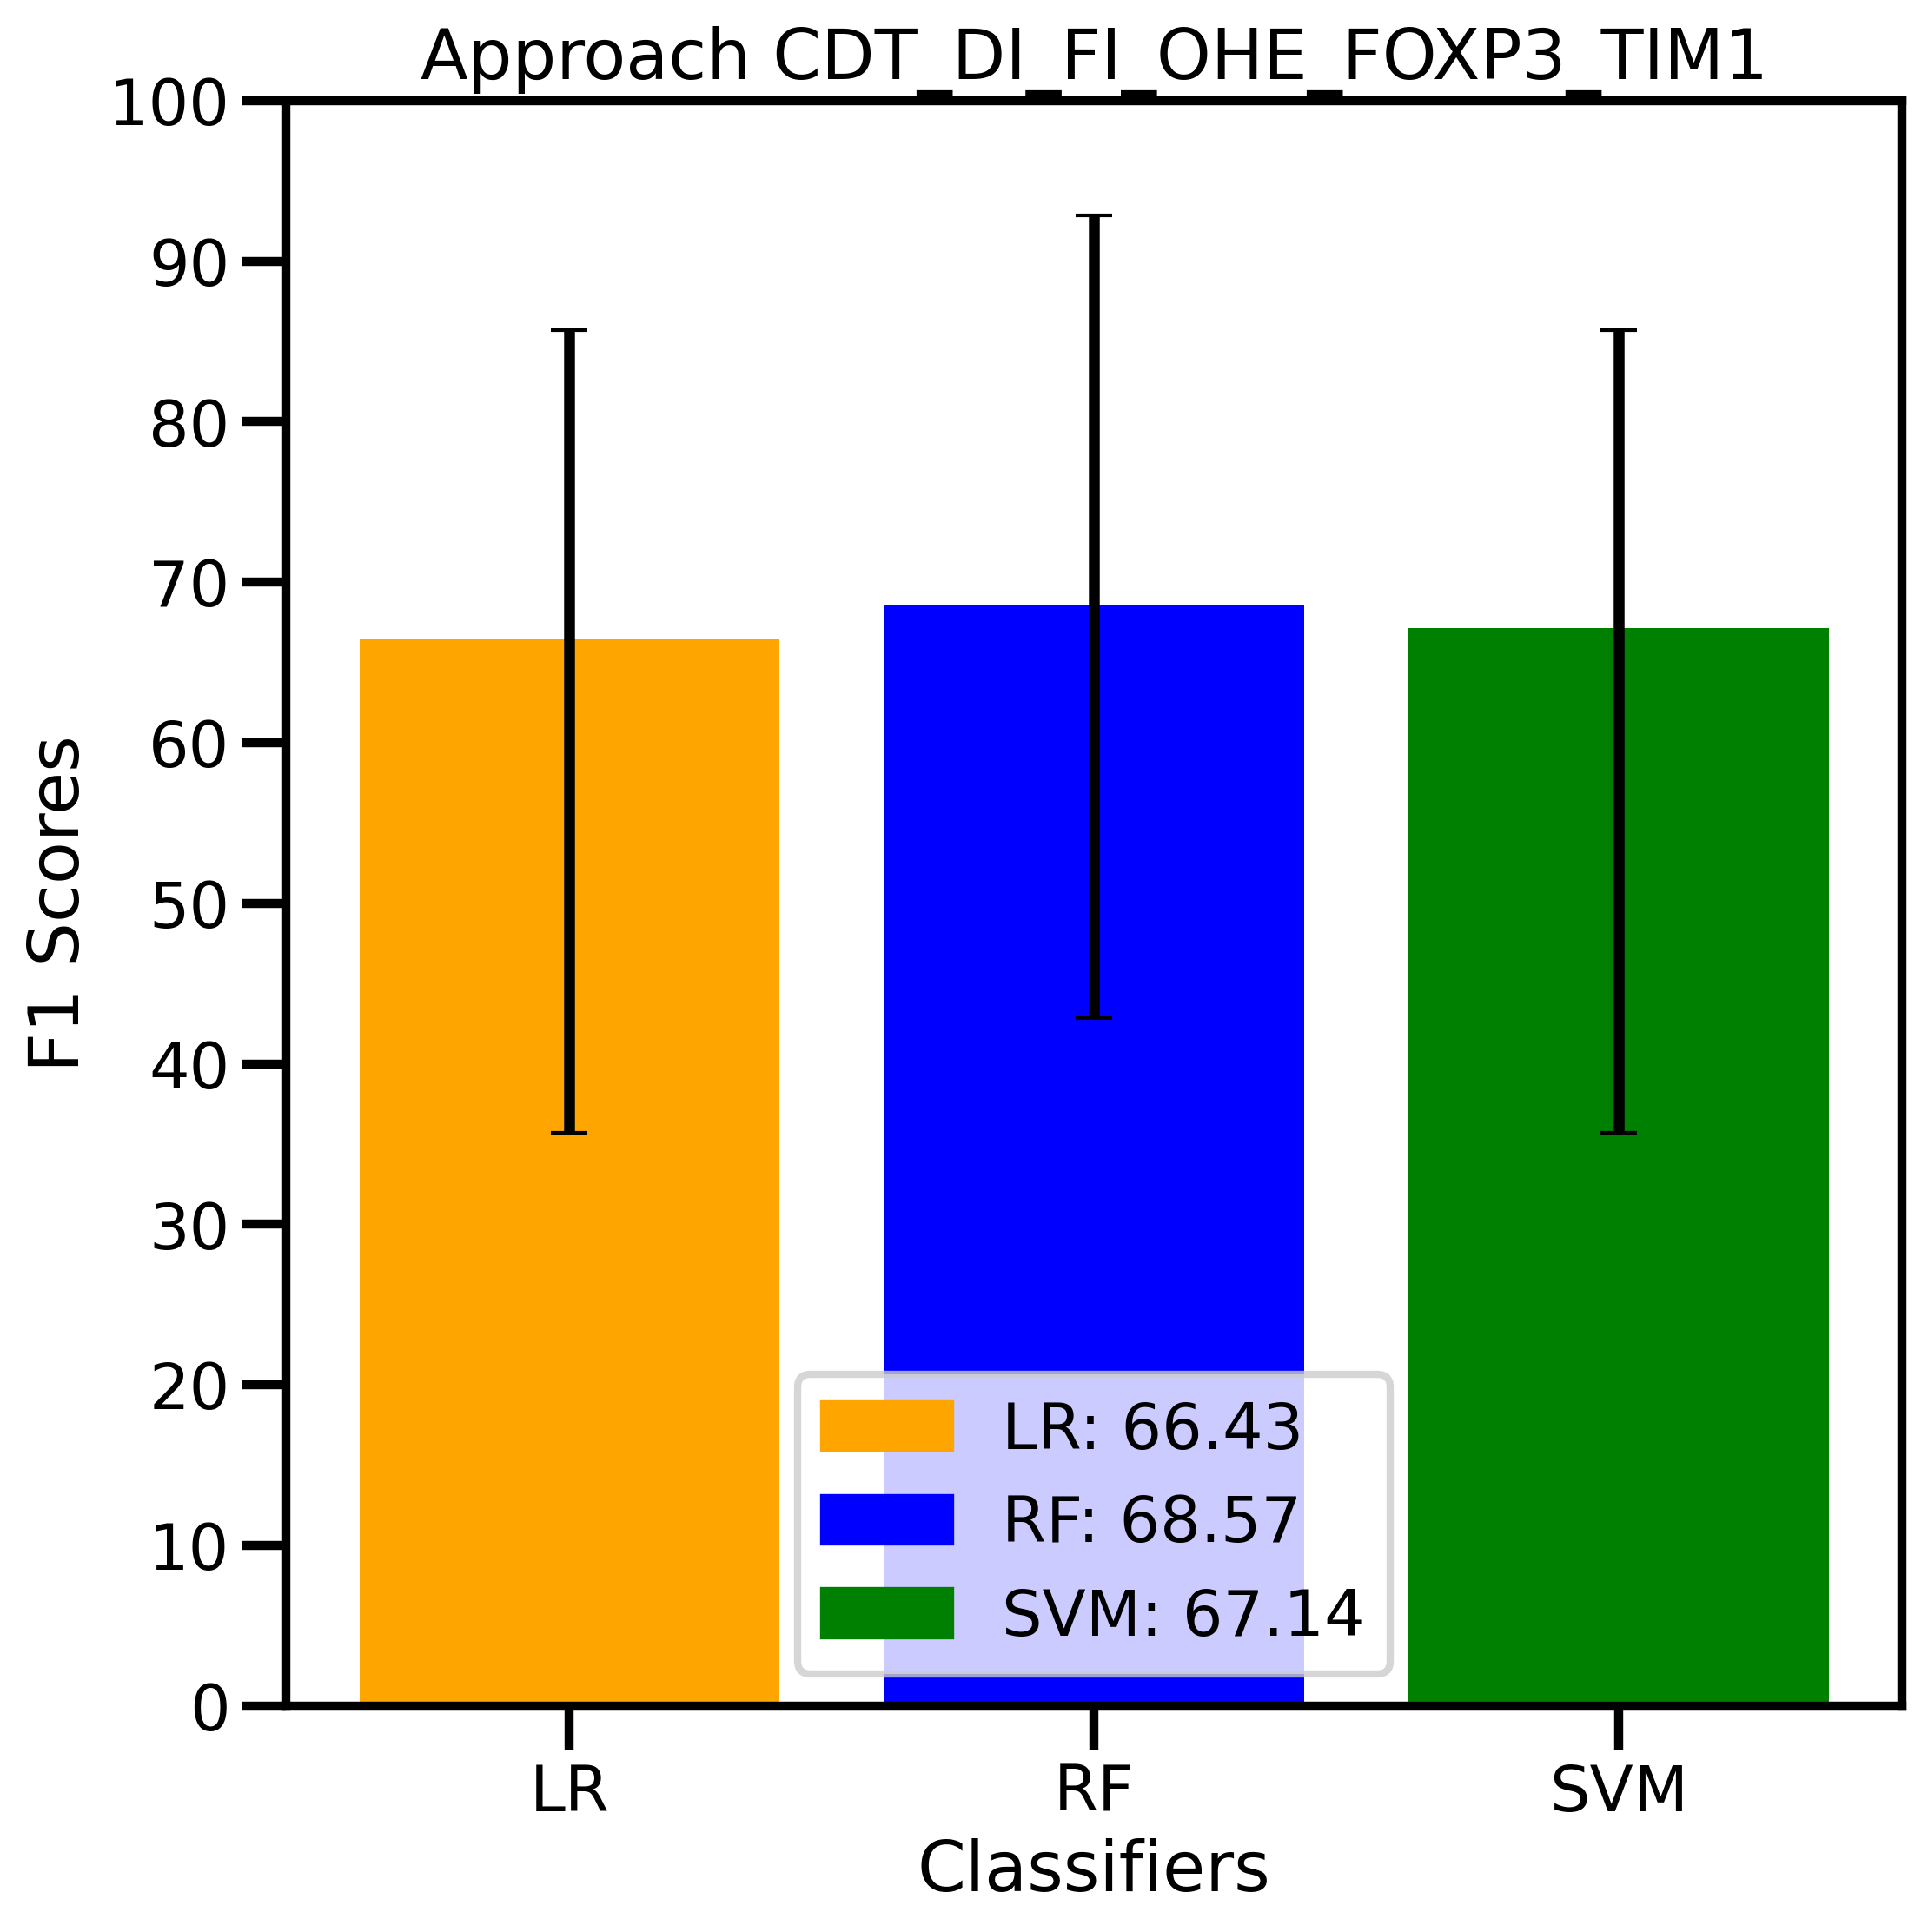 Approach CDT_DI_FI_OHE_FOXP3_TIM1
100
90
80
70
60
50
40
30
20
10
0
F1 Scores
LR: 66.43
RF: 68.57
SVM: 67.14
LR RF SVM
Classifiers